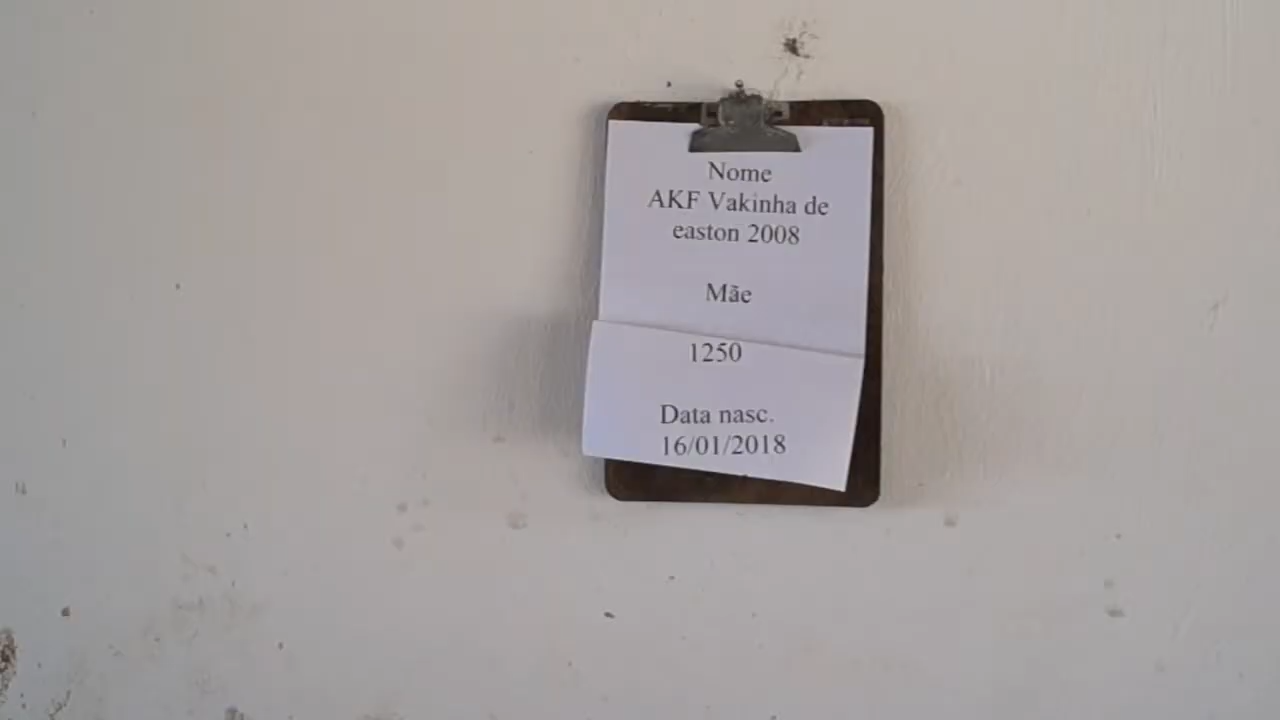 Nome
AKF Vakinha de
easton 2008
Mãe
1250
Data nasc.
16/01/2018